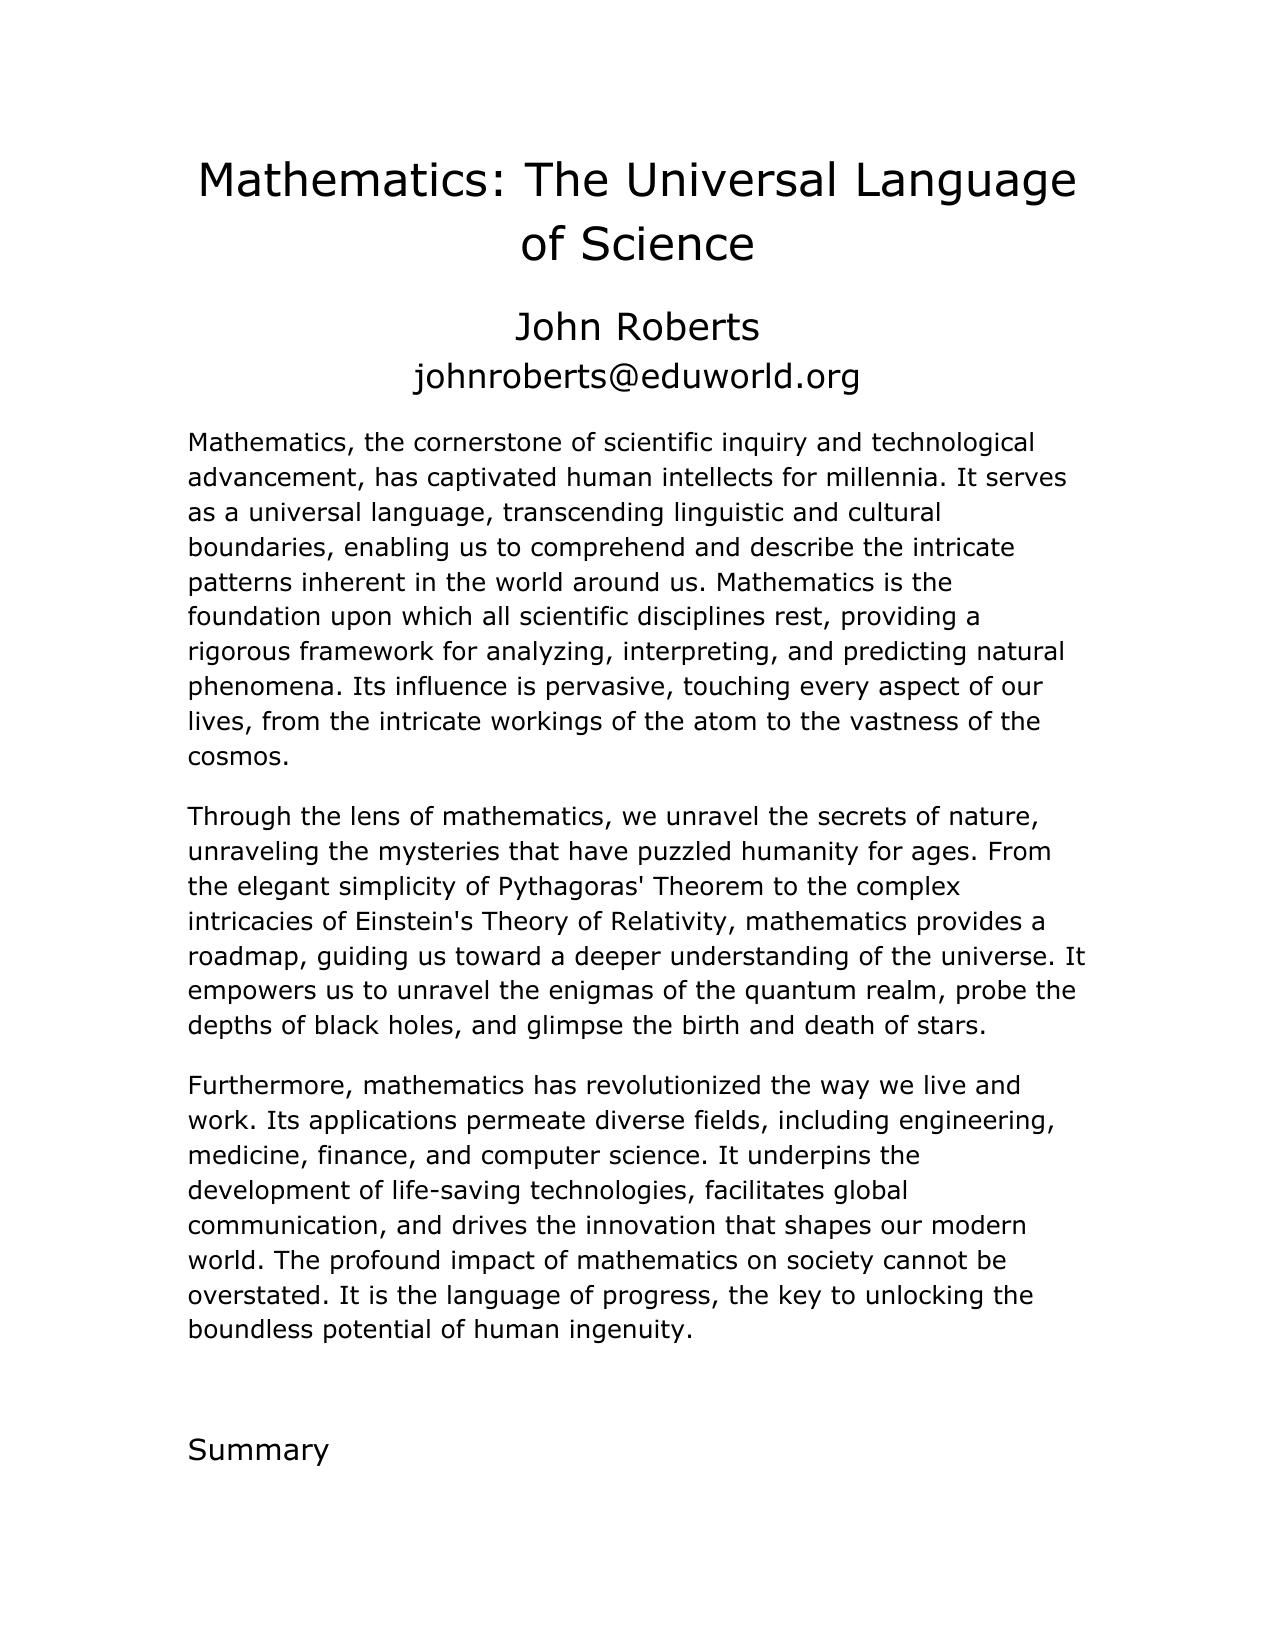 Mathematics: The Universal Language
of Science
John Roberts
johnroberts@eduworld.org
Mathematics, the cornerstone of scientific inquiry and technological
advancement, has captivated human intellects for millennia. It serves
as a universal language, transcending linguistic and cultural
boundaries, enabling us to comprehend and describe the intricate
patterns inherent in the world around us. Mathematics is the
foundation upon which all scientific disciplines rest, providing a
rigorous framework for analyzing, interpreting, and predicting natural
phenomena. Its influence is pervasive, touching every aspect of our
lives, from the intricate workings of the atom to the vastness of the
cosmos.
Through the lens of mathematics, we unravel the secrets of nature,
unraveling the mysteries that have puzzled humanity for ages. From
the elegant simplicity of Pythagoras' Theorem to the complex
intricacies of Einstein's Theory of Relativity, mathematics provides a
roadmap, guiding us toward a deeper understanding of the universe. It
empowers us to unravel the enigmas of the quantum realm, probe the
depths of black holes, and glimpse the birth and death of stars.
Furthermore, mathematics has revolutionized the way we live and
work. Its applications permeate diverse fields, including engineering,
medicine, finance, and computer science. It underpins the
development of life-saving technologies, facilitates global
communication, and drives the innovation that shapes our modern
world. The profound impact of mathematics on society cannot be
overstated. It is the language of progress, the key to unlocking the
boundless potential of human ingenuity.
Summary